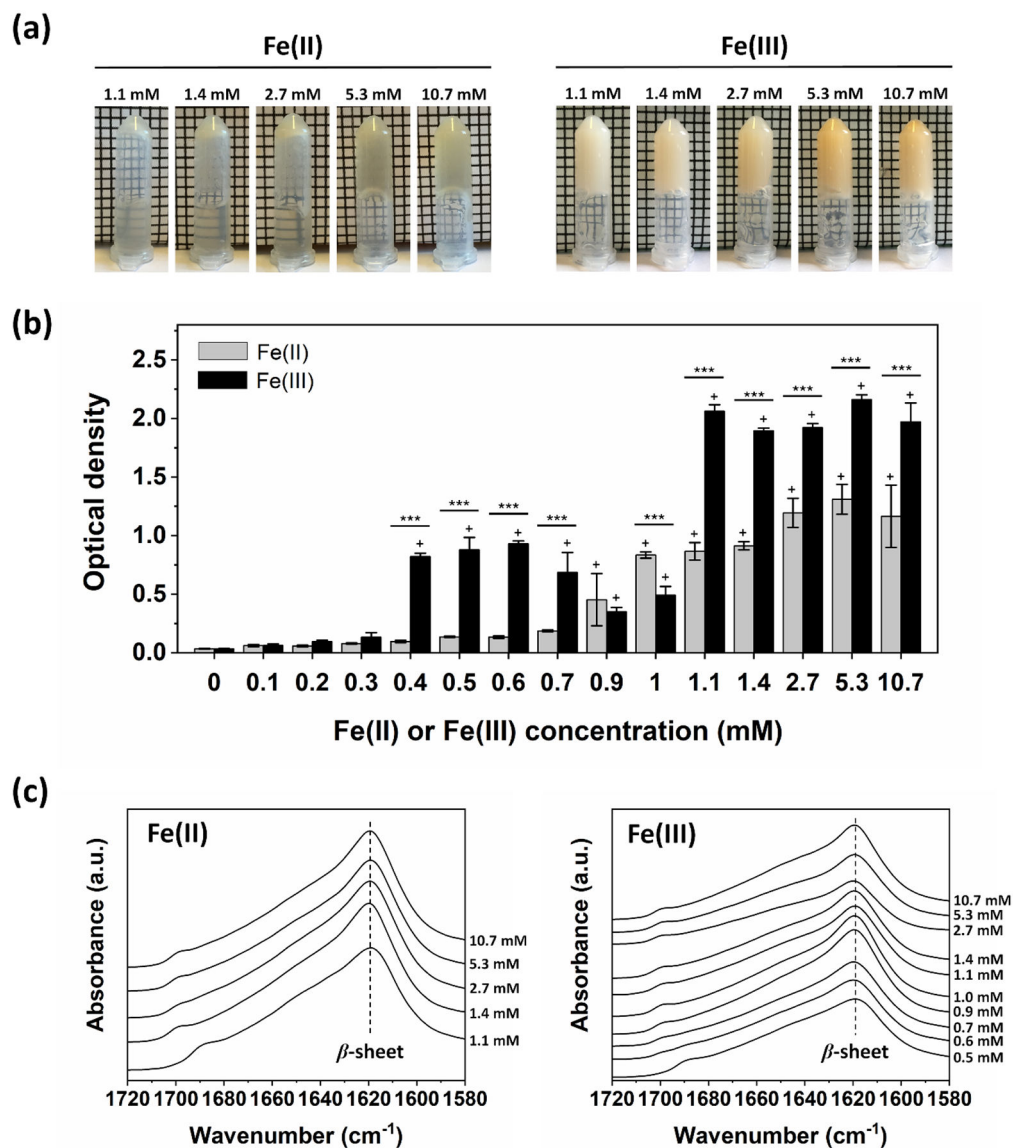 (a)
Fe(II) Fe(III)
1.1 mM 1.4 mM 2.7 mM 5.3 mM 10.7 mM 1.1 mM 1.4 mM 2.7 mM 5.3 mM 10.7 mM
(b)
Optical density
2.5
2.0
1.5
1.0
0.5
0.0
Fe(II)
Fe(III)
*** *** *** *** *** *** *** *** *** ***
+ + + + + + + + + + + + + + + + + +
0 0.1 0.2 0.3 0.4 0.5 0.6 0.7 0.9 1 1.1 1.4 2.7 5.3 10.7
Fe(II) or Fe(III) concentration (mM)
(c)
Fe(II)
Absorbance (a.u.)
10.7 mM
5.3 mM
2.7 mM
1.4 mM
1.1 mM
β-sheet
1720 1700 1680 1660 1640 1620 1600 1580
Wavenumber (cm⁻¹)
Fe(III)
Absorbance (a.u.)
10.7 mM
5.3 mM
2.7 mM
1.4 mM
1.1 mM
1.0 mM
0.9 mM
0.7 mM
0.6 mM
0.5 mM
β-sheet
1720 1700 1680 1660 1640 1620 1600 1580
Wavenumber (cm⁻¹)